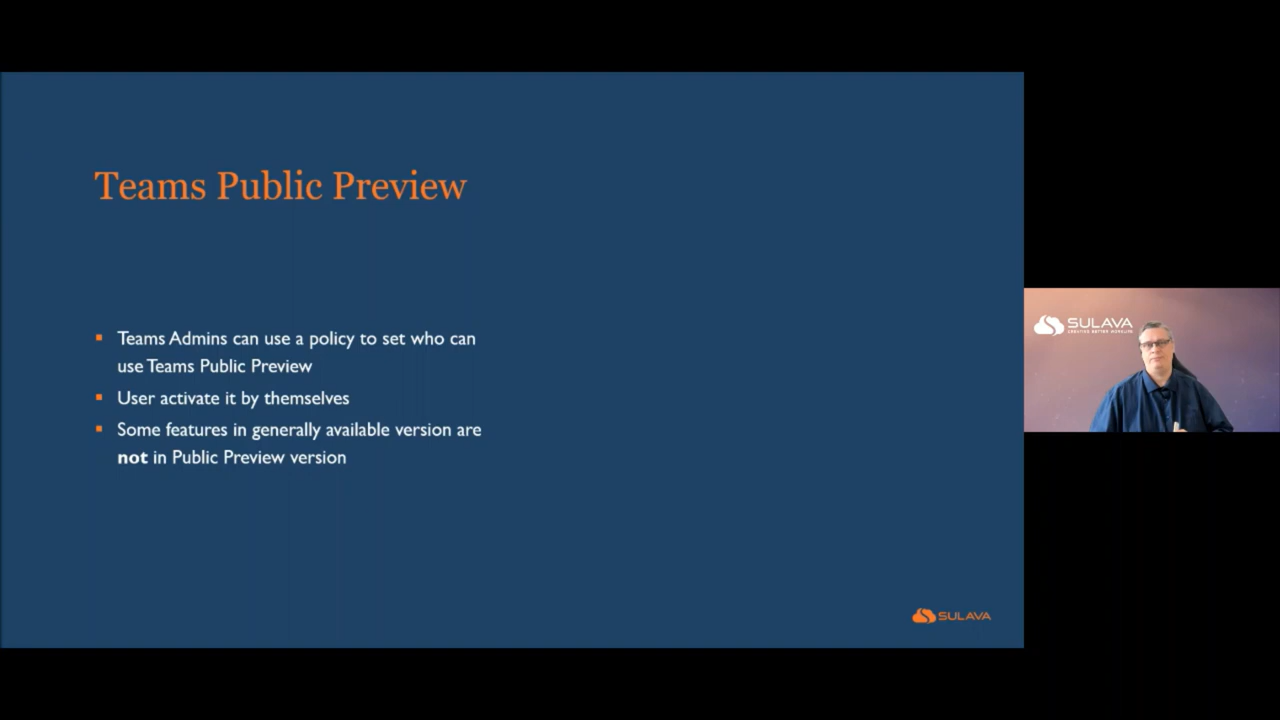 Teams Public Preview
Teams Admins can use a policy to set who can
use Teams Public Preview
User activate it by themselves
Some features in generally available version are
not in Public Preview version
SULAVA
SULAVA